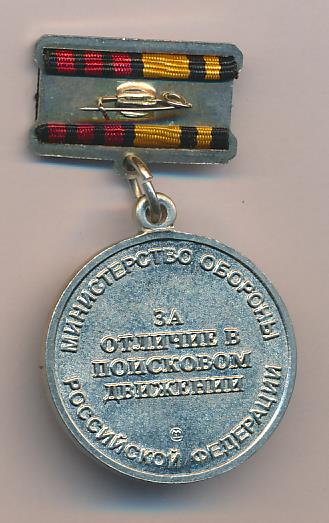 МИНИСТЕРСТВО ОБОРОНЫ
ЗА
ОТЛИЧИЕ В
ПОИСКОВОМ
ДВИЖЕНИИ
РОССИЙСКОЙ ФЕДЕРАЦИИ